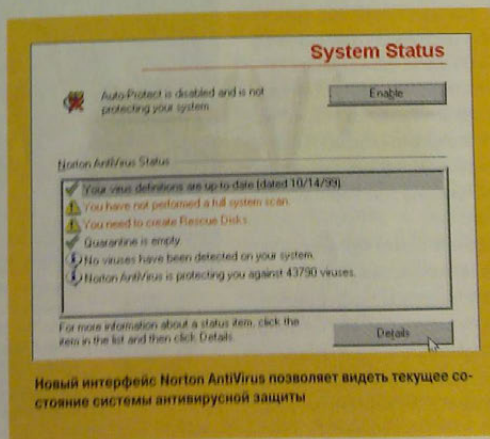 System Status
Auto-Protect is disabled and is not
protecting your system.
Enable
Norton AntiVirus Status
Your virus definitions are up-to-date (dated 10/14/99).
You have not performed a full system scan.
You need to create Rescue Disks.
Quarantine is empty.
No viruses have been detected on your system.
Norton AntiVirus is protecting you against 43790 viruses.
For more information about a status item, click the
item in the list and then click Details.
Details
Новый интерфейс Norton AntiVirus позволяет видеть текущее со-
стояние системы антивирусной защиты